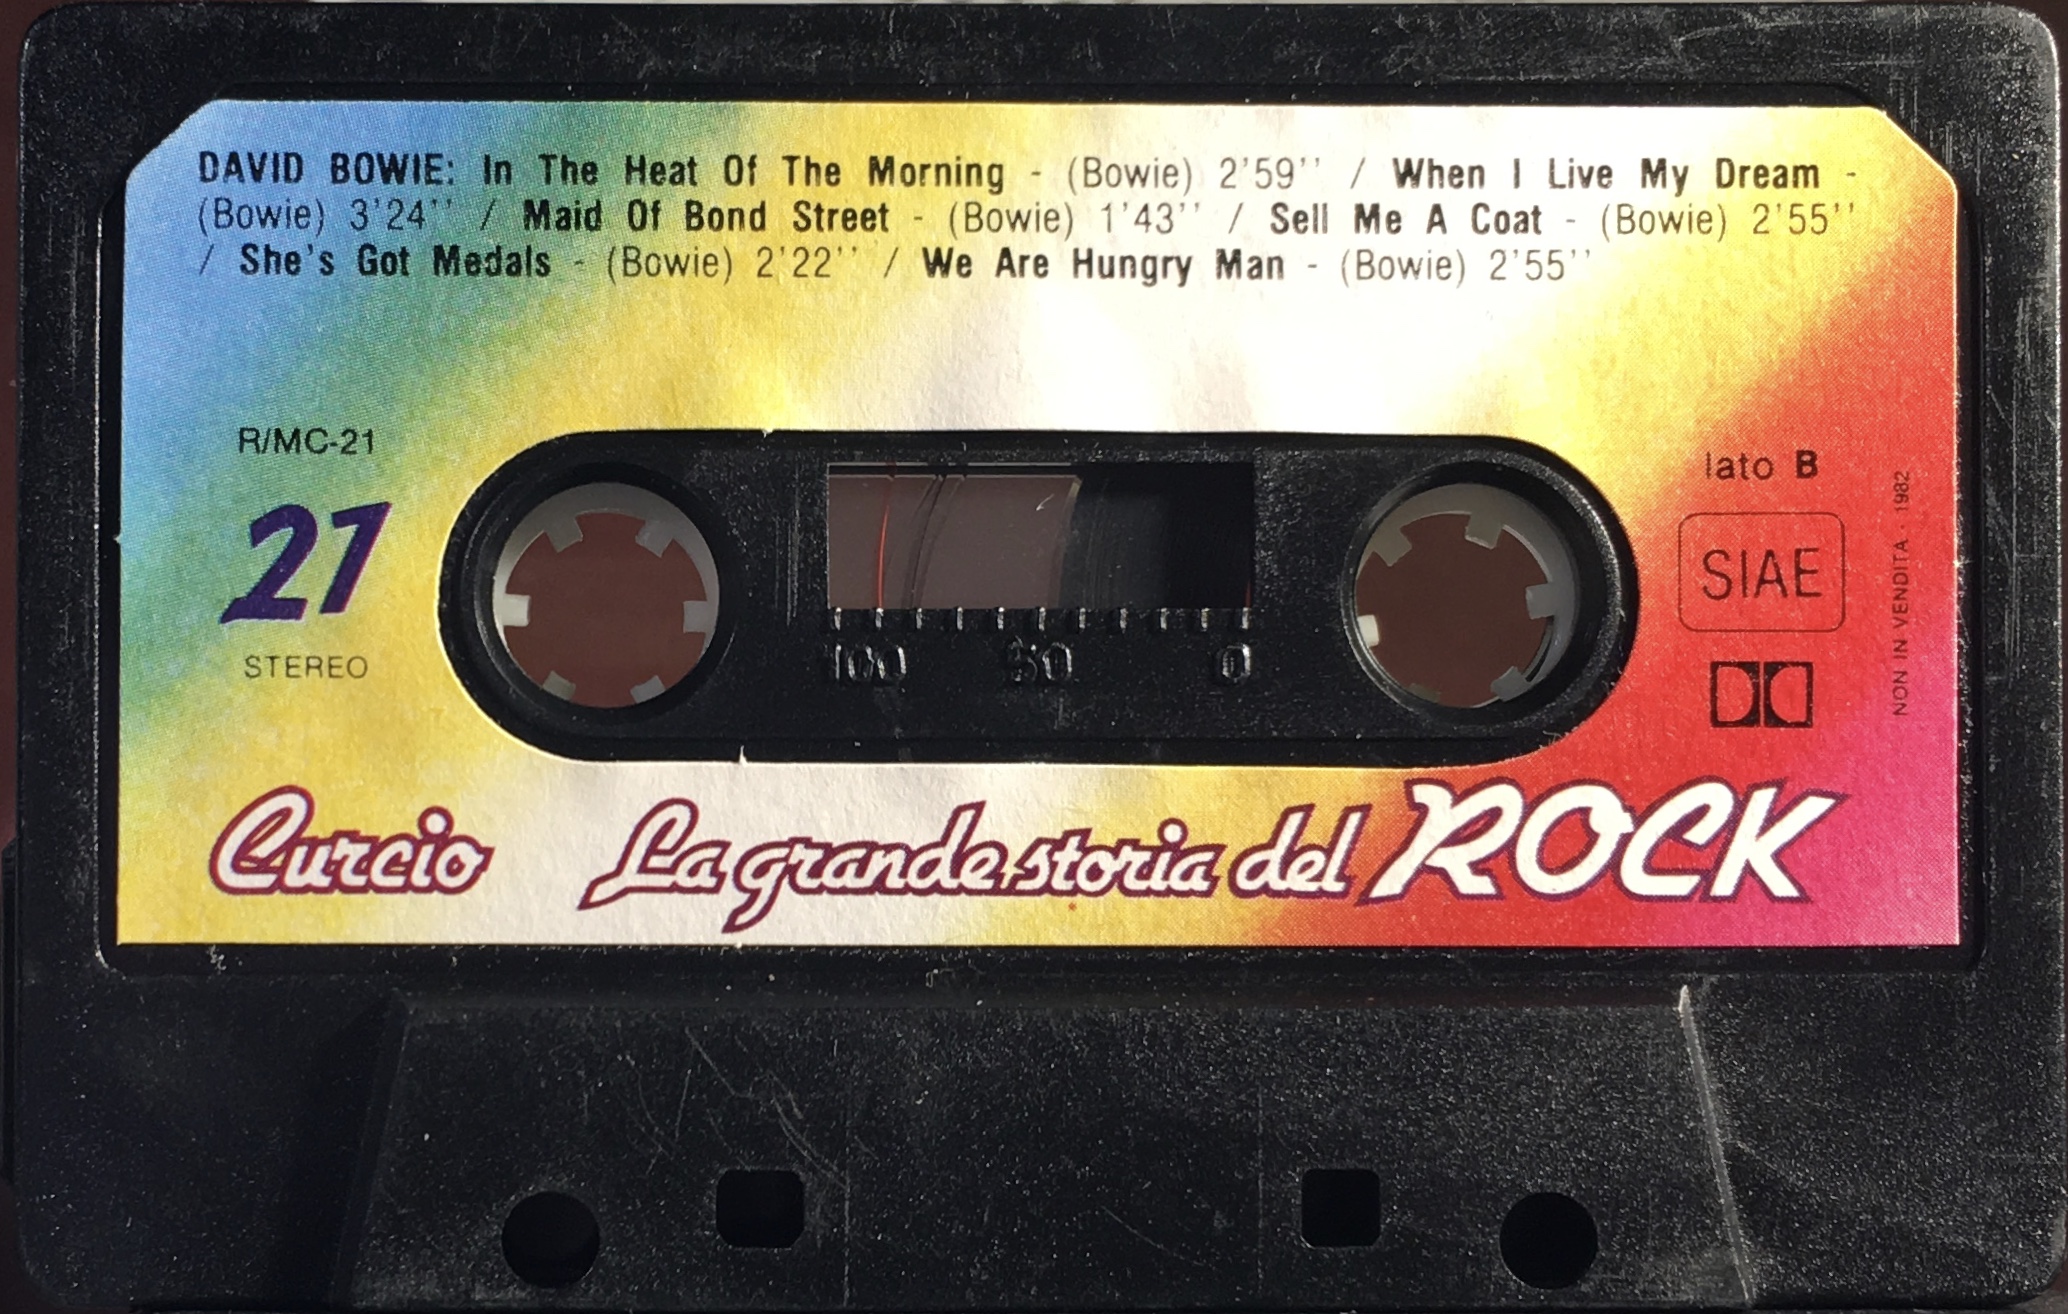 DAVID BOWIE: In The Heat Of The Morning - (Bowie) 2'59'' / When I Live My Dream -
(Bowie) 3'24'' / Maid Of Bond Street - (Bowie) 1'43'' / Sell Me A Coat - (Bowie) 2'55''
/ She's Got Medals - (Bowie) 2'22'' / We Are Hungry Man - (Bowie) 2'55''
R/MC-21
21
STEREO
100 50 0
lato B
SIAE
NON IN VENDITA - 1982
Curcio La grande storia del ROCK